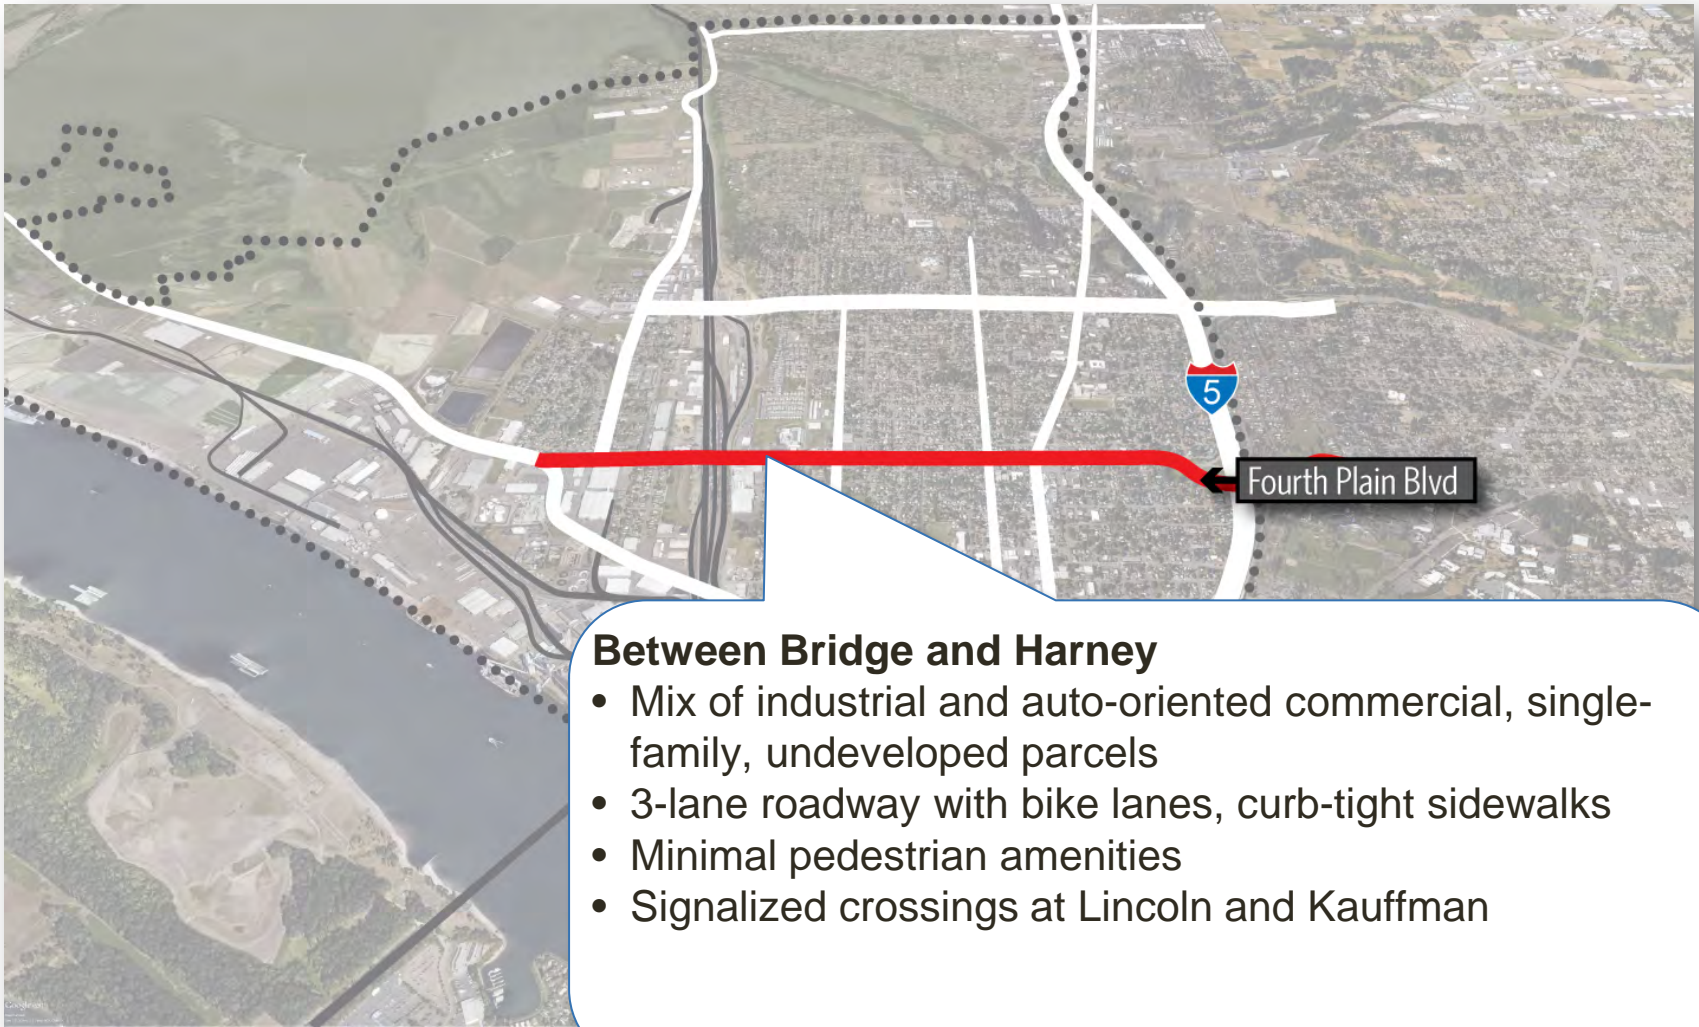 5
Fourth Plain Blvd
Between Bridge and Harney
• Mix of industrial and auto-oriented commercial, single-
family, undeveloped parcels
• 3-lane roadway with bike lanes, curb-tight sidewalks
• Minimal pedestrian amenities
• Signalized crossings at Lincoln and Kauffman